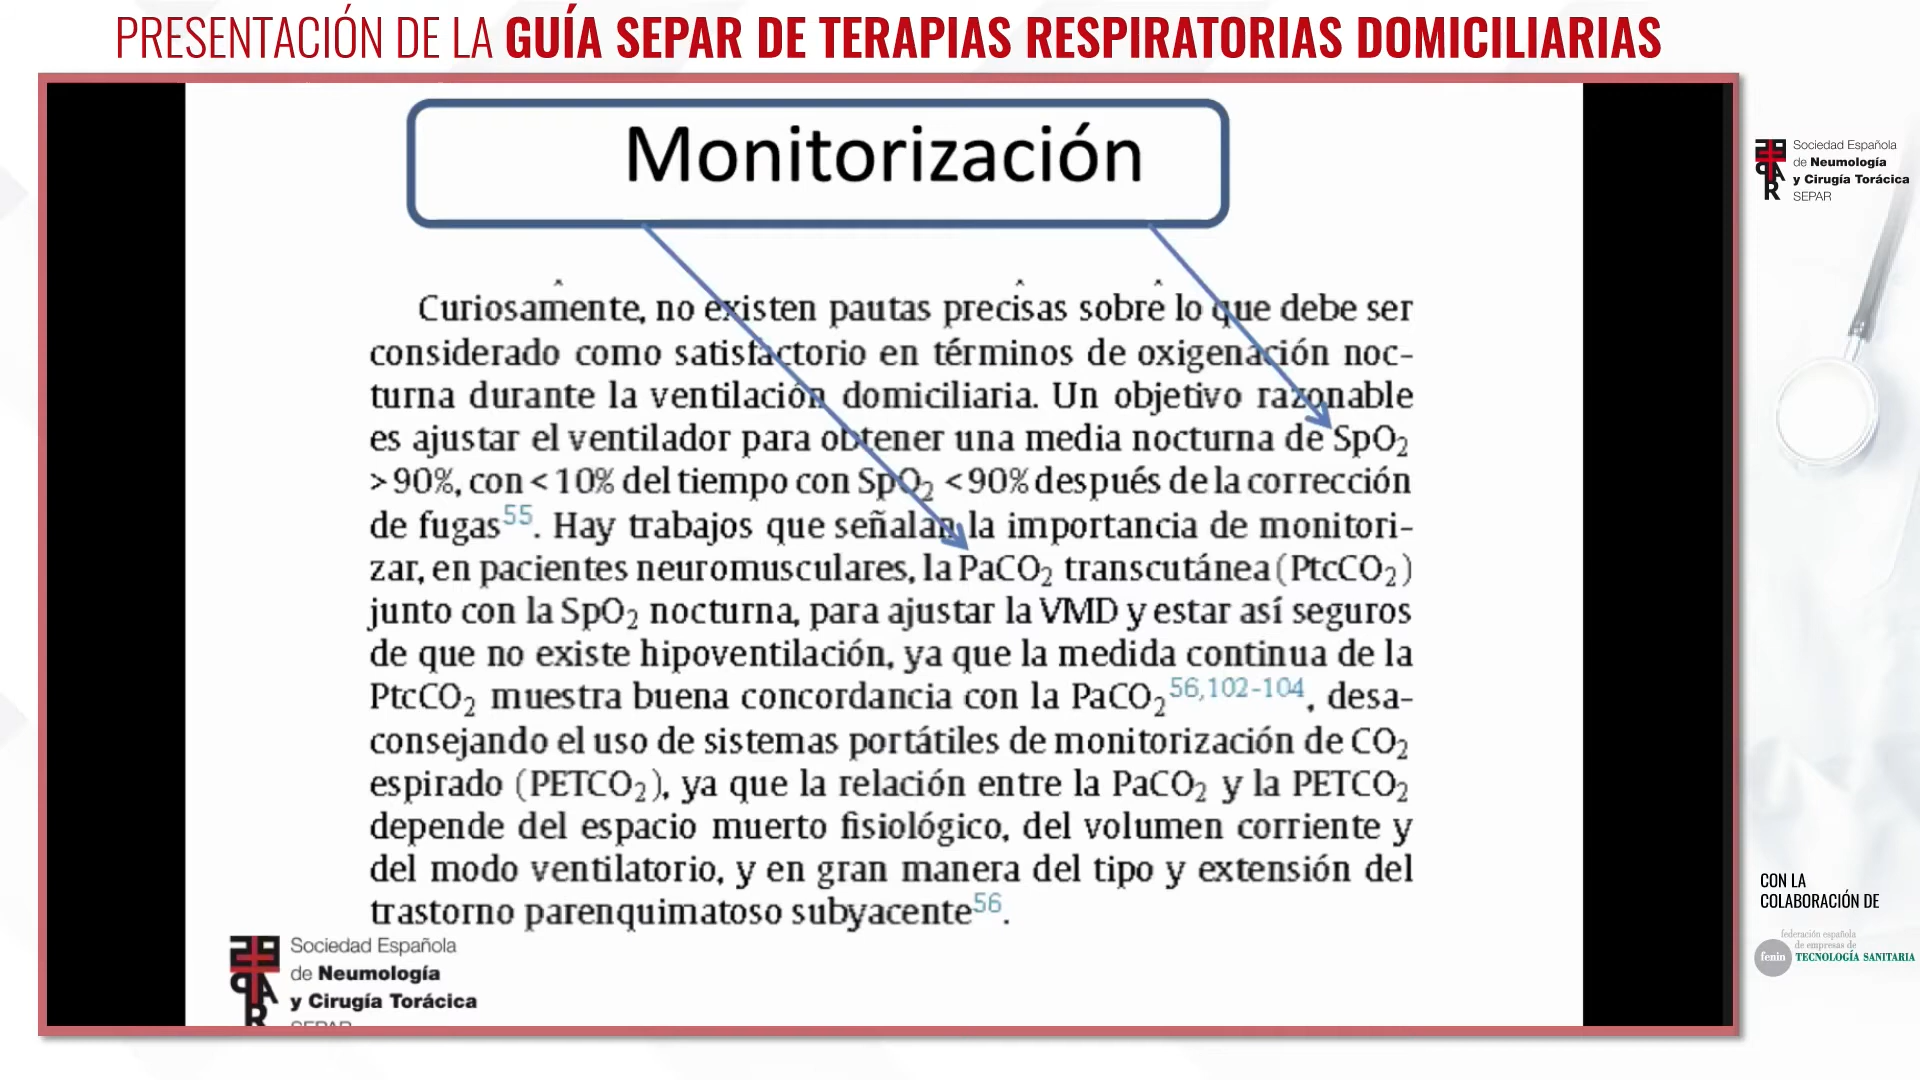 PRESENTACIÓN DE LA GUÍA SEPAR DE TERAPIAS RESPIRATORIAS DOMICILIARIAS
Monitorización
Curiosamente, no existen pautas precisas sobre lo que debe ser
considerado como satisfactorio en términos de oxigenación noc-
turna durante la ventilación domiciliaria. Un objetivo razonable
es ajustar el ventilador para obtener una media nocturna de SpO₂
> 90%, con < 10% del tiempo con SpO₂ < 90% después de la corrección
de fugas⁵⁵. Hay trabajos que señalan la importancia de monitori-
zar, en pacientes neuromusculares, la PaCO₂ transcutánea (PtcCO₂)
junto con la SpO₂ nocturna, para ajustar la VMD y estar así seguros
de que no existe hipoventilación, ya que la medida continua de la
PtcCO₂ muestra buena concordancia con la PaCO₂⁵⁶,¹⁰²⁻¹⁰⁴, desa-
consejando el uso de sistemas portátiles de monitorización de CO₂
espirado (PETCO₂), ya que la relación entre la PaCO₂ y la PETCO₂
depende del espacio muerto fisiológico, del volumen corriente y
del modo ventilatorio, y en gran manera del tipo y extensión del
trastorno parenquimatoso subyacente⁵⁶.
Sociedad Española
de Neumología
y Cirugía Torácica
SEPAR
Sociedad Española
de Neumología
y Cirugía Torácica
SEPAR
CON LA
COLABORACIÓN DE
federación española
de empresas de
fenin TECNOLOGÍA SANITARIA